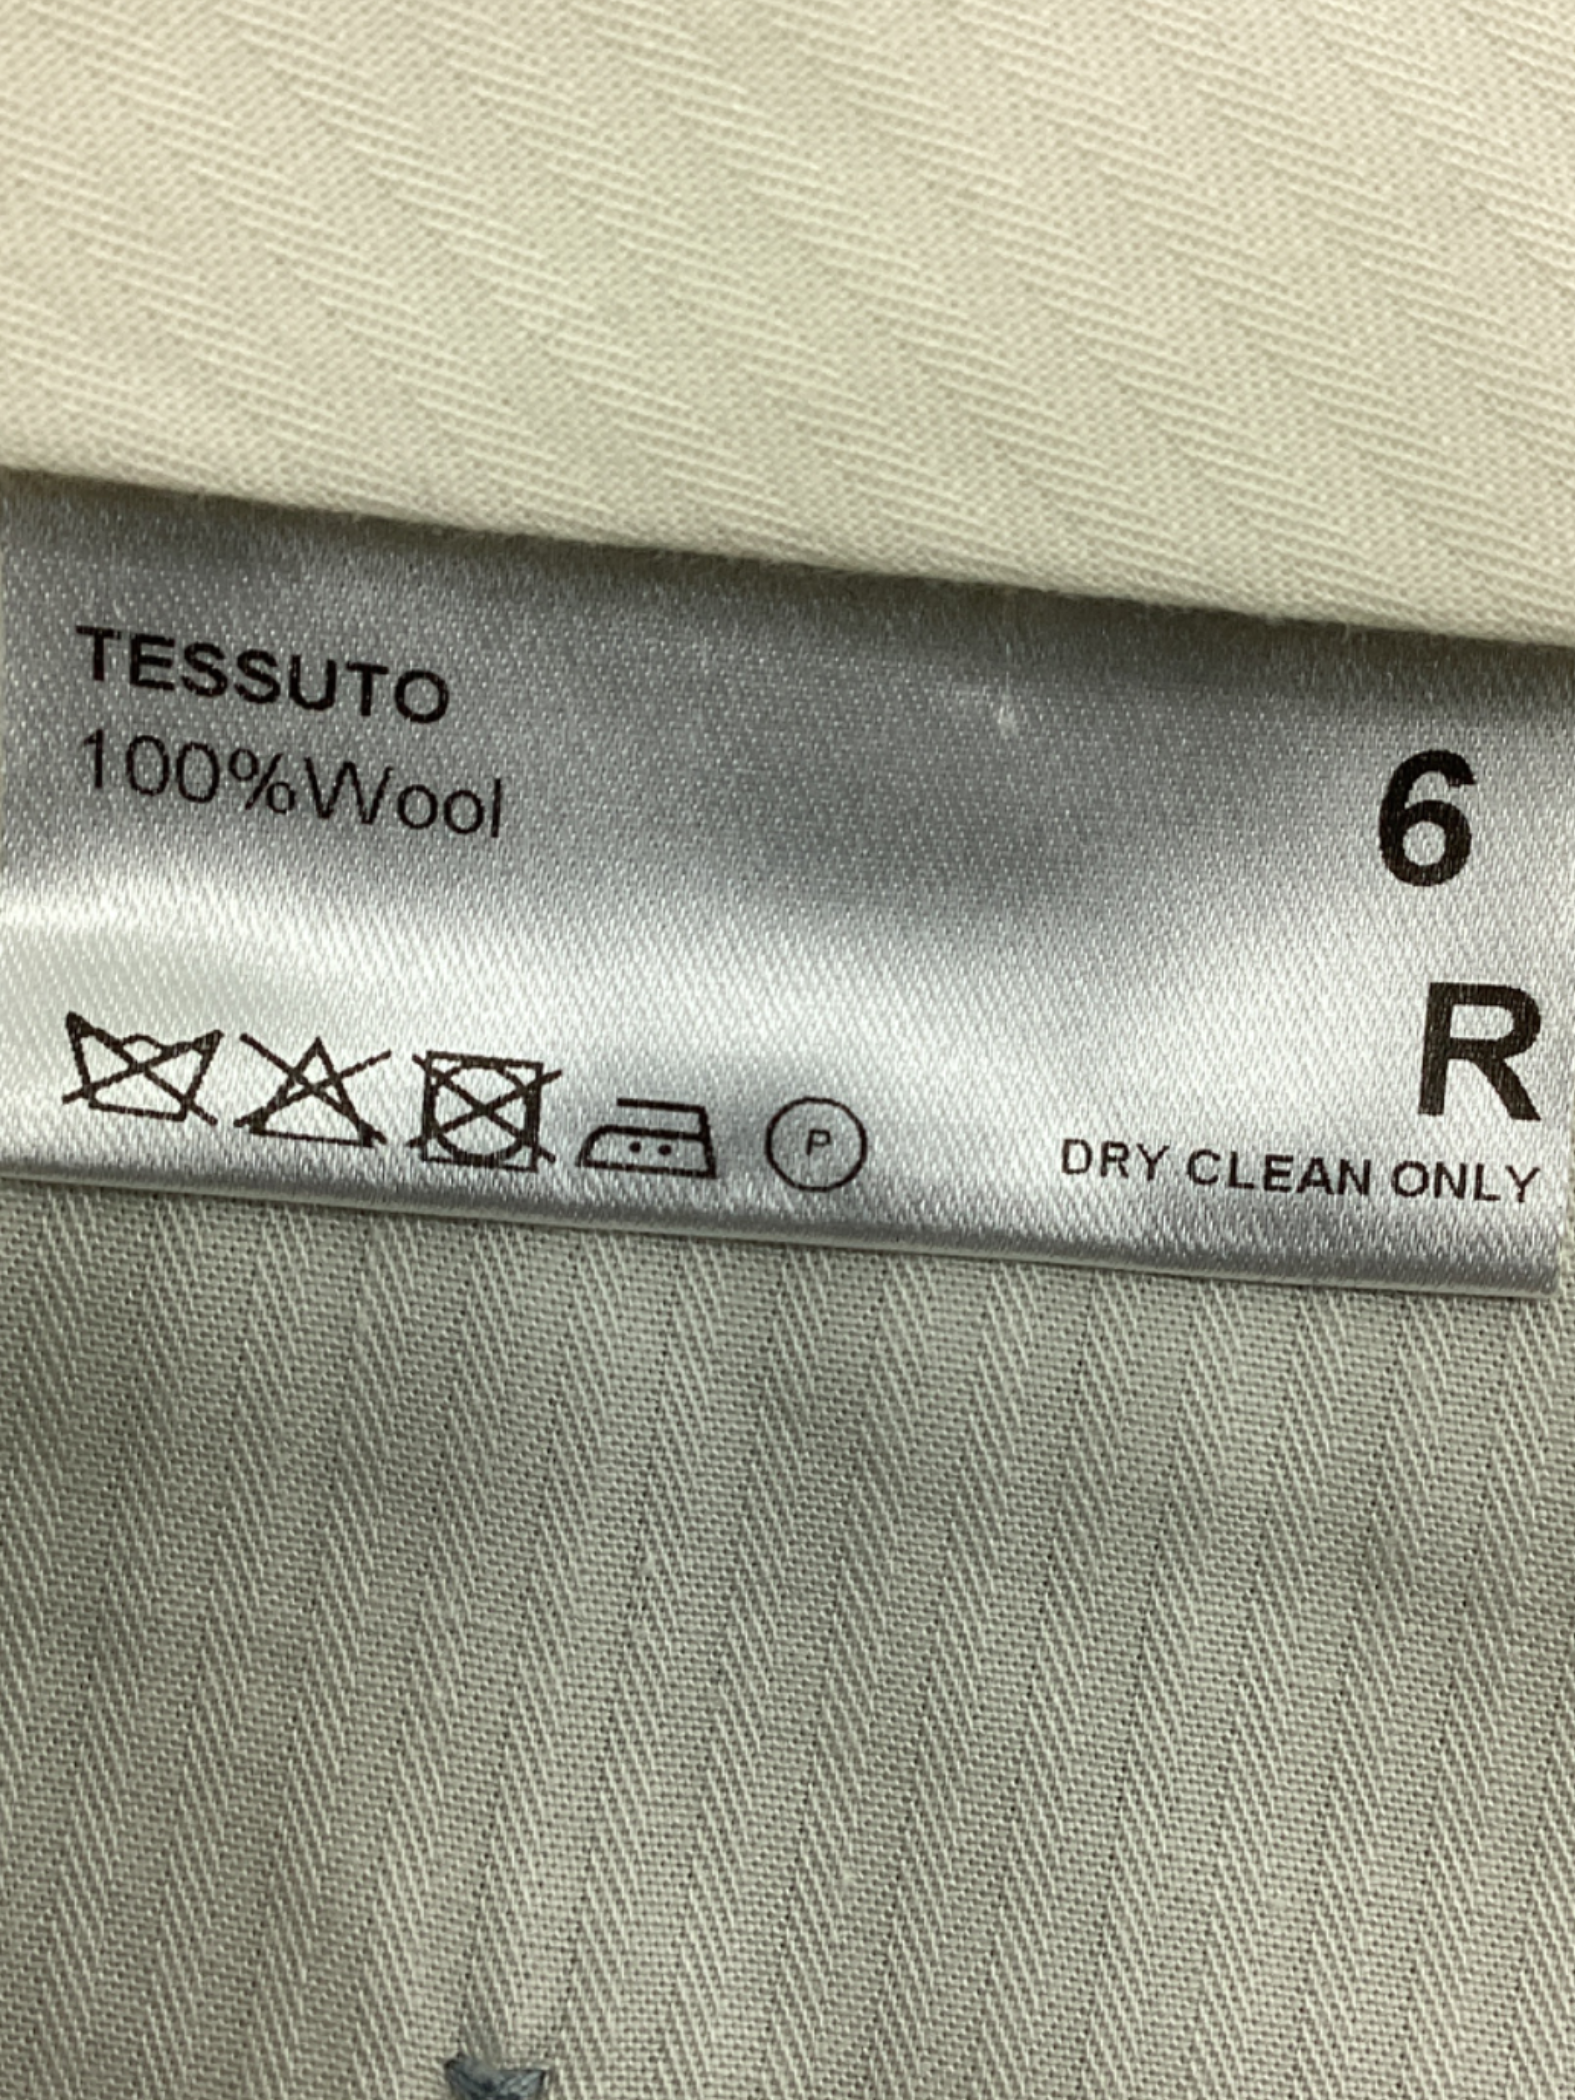 TESSUTO
100%Wool
6
R
P
DRY CLEAN ONLY